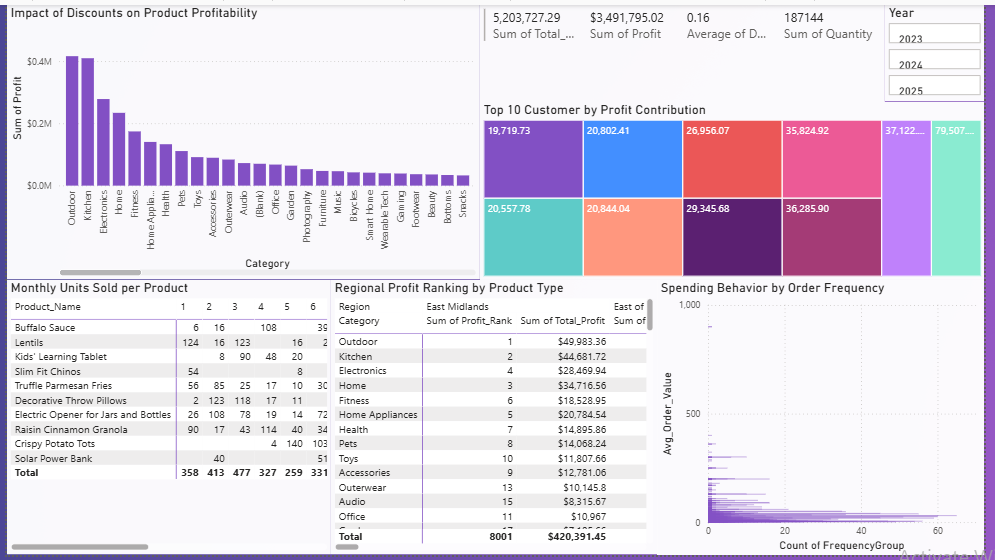 Impact of Discounts on Product Profitability
Sum of Profit
$0.4M
$0.2M
$0.0M
Outdoor
Kitchen
Electronics
Home
Fitness
Home Applia...
Health
Pets
Toys
Accessories
Outerwear
Audio
(Blank)
Office
Garden
Photography
Furniture
Music
Bicycles
Smart Home
Wearable Tech
Gaming
Footwear
Beauty
Bottoms
Snacks
Category
5,203,727.29 $3,491,795.02 0.16 187144
Sum of Total_... Sum of Profit Average of D... Sum of Quantity
Year
2023
2024
2025
Top 10 Customer by Profit Contribution
19,719.73 20,802.41 26,956.07 35,824.92 37,122.... 79,507....
20,557.78 20,844.04 29,345.68 36,285.90
Monthly Units Sold per Product
Product_Name 1 2 3 4 5 6
Buffalo Sauce 6 16 108 39
Lentils 124 16 123 16 2
Kids' Learning Tablet 8 90 48 20
Slim Fit Chinos 54 8
Truffle Parmesan Fries 56 85 25 17 10 30
Decorative Throw Pillows 2 123 118 17 11
Electric Opener for Jars and Bottles 26 108 78 19 14 72
Raisin Cinnamon Granola 90 17 43 114 40 34
Crispy Potato Tots 4 140 103
Solar Power Bank 40 51
Total 358 413 477 327 259 331
Regional Profit Ranking by Product Type
Region East Midlands East of
Category Sum of Profit_Rank Sum of Total_Profit Sum of
Outdoor 1 $49,983.36
Kitchen 2 $44,681.72
Electronics 4 $28,469.94
Home 3 $34,716.56
Fitness 6 $18,528.95
Home Appliances 5 $20,784.54
Health 7 $14,895.86
Pets 8 $14,068.24
Toys 10 $11,807.66
Accessories 9 $12,781.06
Outerwear 13 $10,145.8
Audio 15 $8,315.67
Office 11 $10,967
Total 8001 $420,391.45
Spending Behavior by Order Frequency
Avg_Order_Value
1,000
500
0
0 20 40 60
Count of FrequencyGroup
Activate W